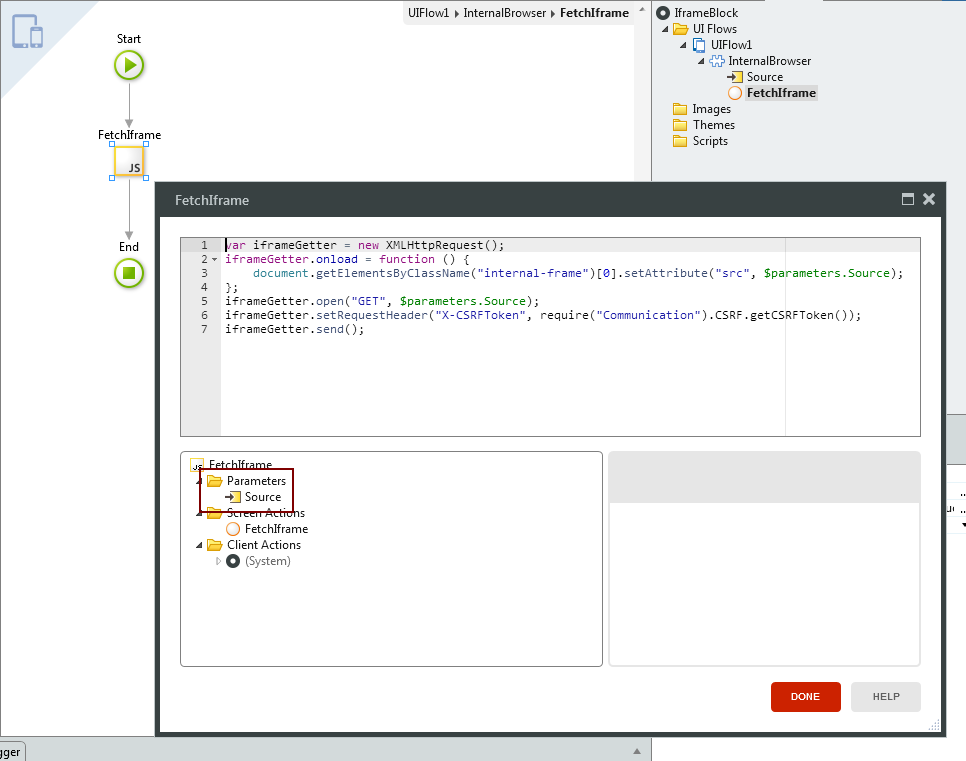 UIFlow1 InternalBrowser FetchIframe
Start
FetchIframe
JS
End
IframeBlock
UI Flows
UIFlow1
InternalBrowser
Source
FetchIframe
Images
Themes
Scripts
FetchIframe
1 var iframeGetter = new XMLHttpRequest();
2 iframeGetter.onload = function () {
3 document.getElementsByClassName("internal-frame")[0].setAttribute("src", $parameters.Source);
4 };
5 iframeGetter.open("GET", $parameters.Source);
6 iframeGetter.setRequestHeader("X-CSRFToken", require("Communication").CSRF.getCSRFToken());
7 iframeGetter.send();
JS FetchIframe
Parameters
Source
Screen Actions
FetchIframe
Client Actions
(System)
DONE HELP
gger